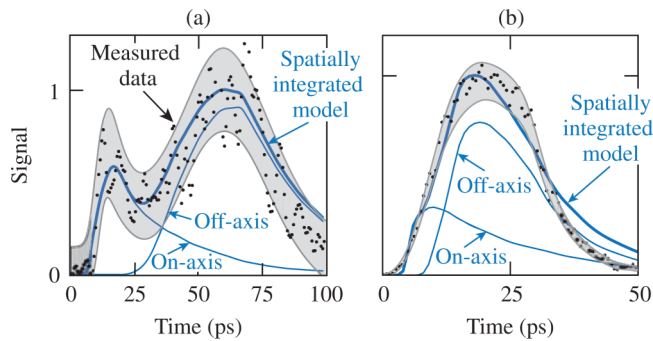 (a)
(b)
Measured
data
Spatially
integrated
model
Off-axis
On-axis
Signal
1
0
0
25
50
75
100
Time (ps)
Spatially
integrated
model
Off-axis
On-axis
0
25
50
Time (ps)